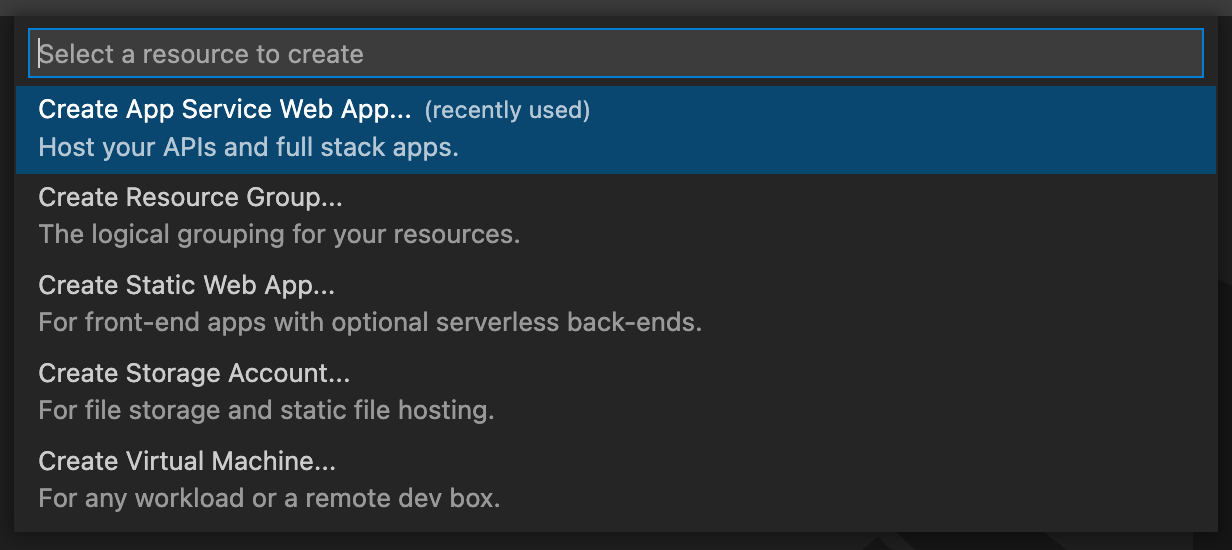 Select a resource to create
Create App Service Web App... (recently used)
Host your APIs and full stack apps.
Create Resource Group...
The logical grouping for your resources.
Create Static Web App...
For front-end apps with optional serverless back-ends.
Create Storage Account...
For file storage and static file hosting.
Create Virtual Machine...
For any workload or a remote dev box.